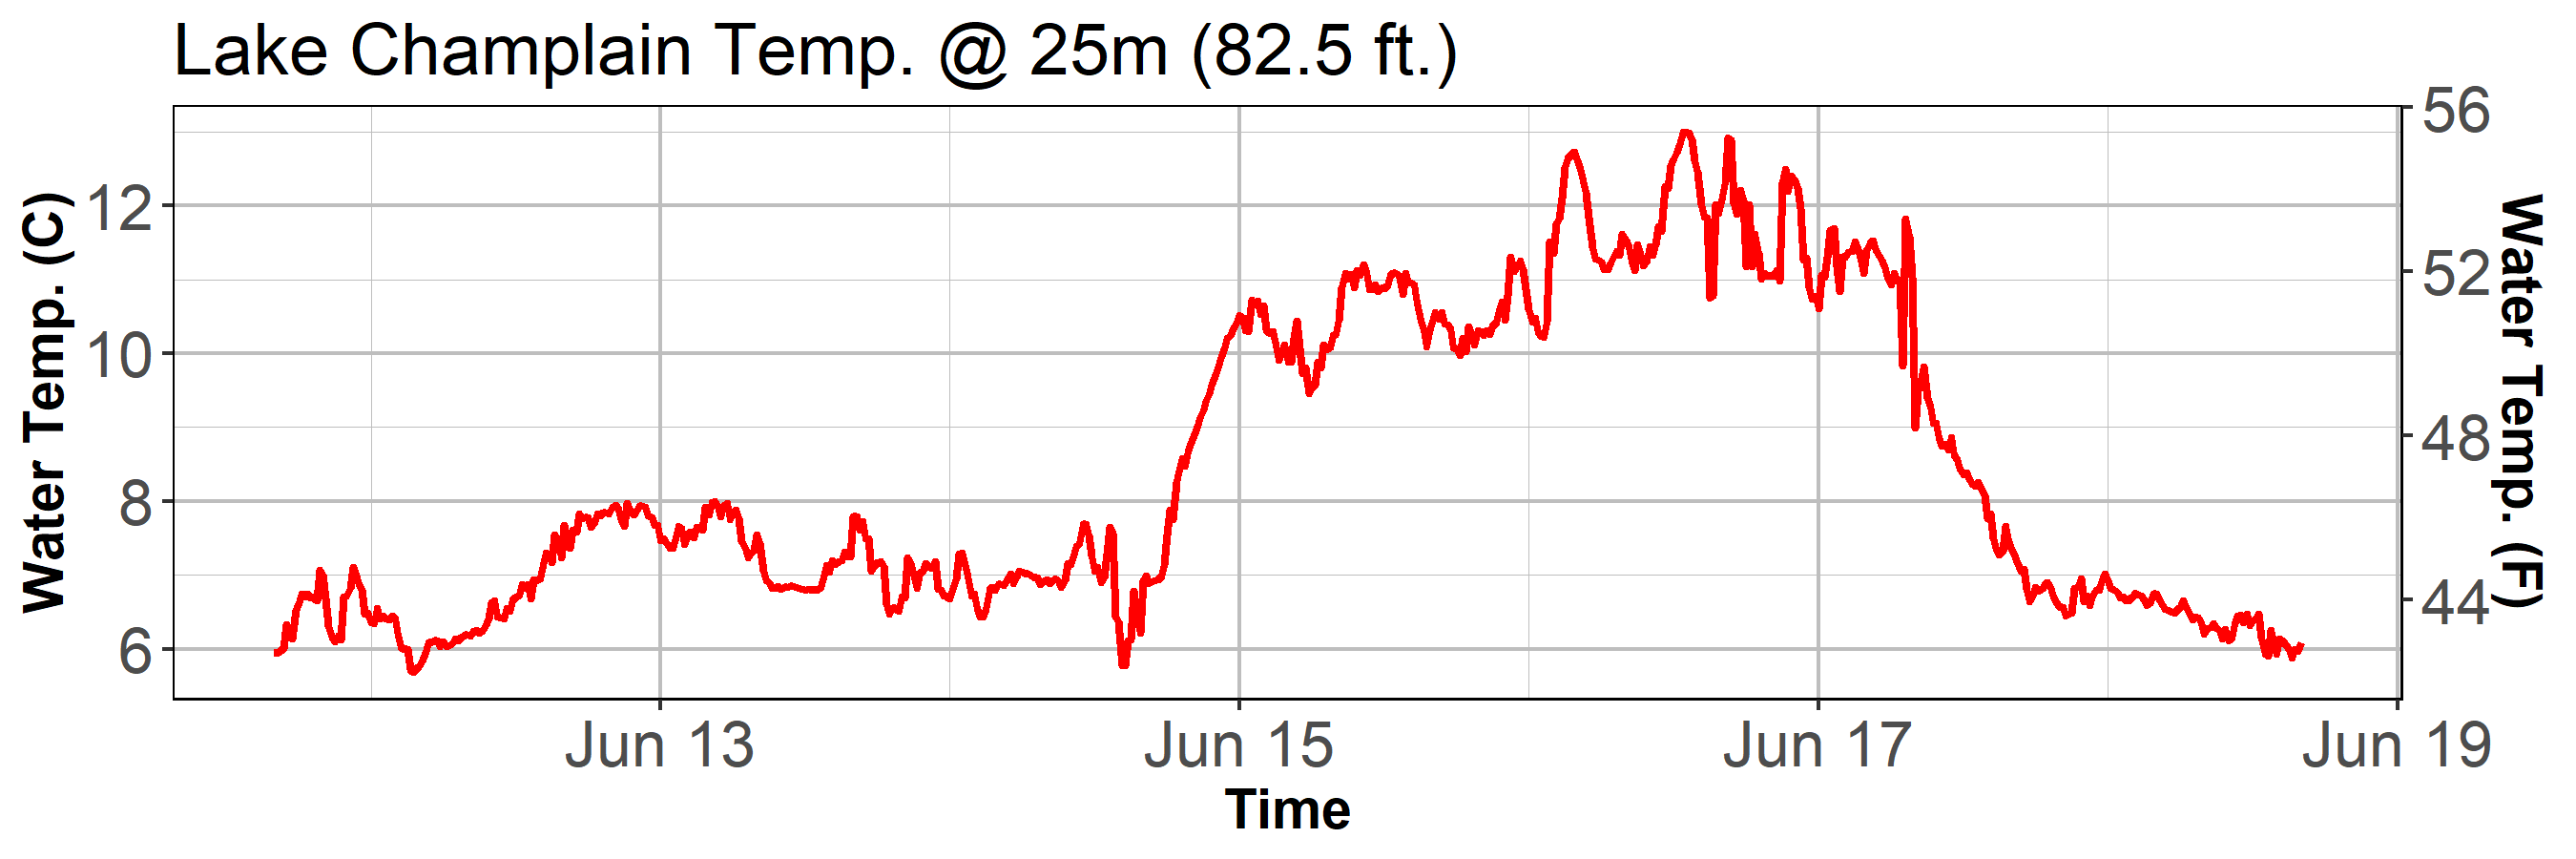 Lake Champlain Temp. @ 25m (82.5 ft.)
Water Temp. (C)
12
10
8
6
56
52
48
44
Water Temp. (F)
Jun 13 Jun 15 Jun 17 Jun 19
Time